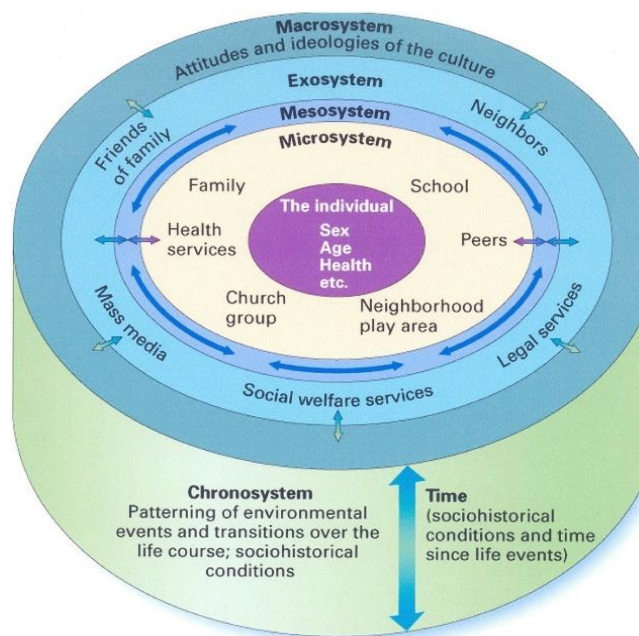 Macrosystem
Attitudes and ideologies of the culture
Exosystem
Mesosystem
Microsystem
Friends
of family
Neighbors
Family
School
The individual
Sex
Age
Health
etc.
Health
services
Peers
Church
group
Neighborhood
play area
Mass media
Legal services
Social welfare services
Chronosystem
Patterning of environmental
events and transitions over the
life course; sociohistorical
conditions
Time
(sociohistorical
conditions and time
since life events)